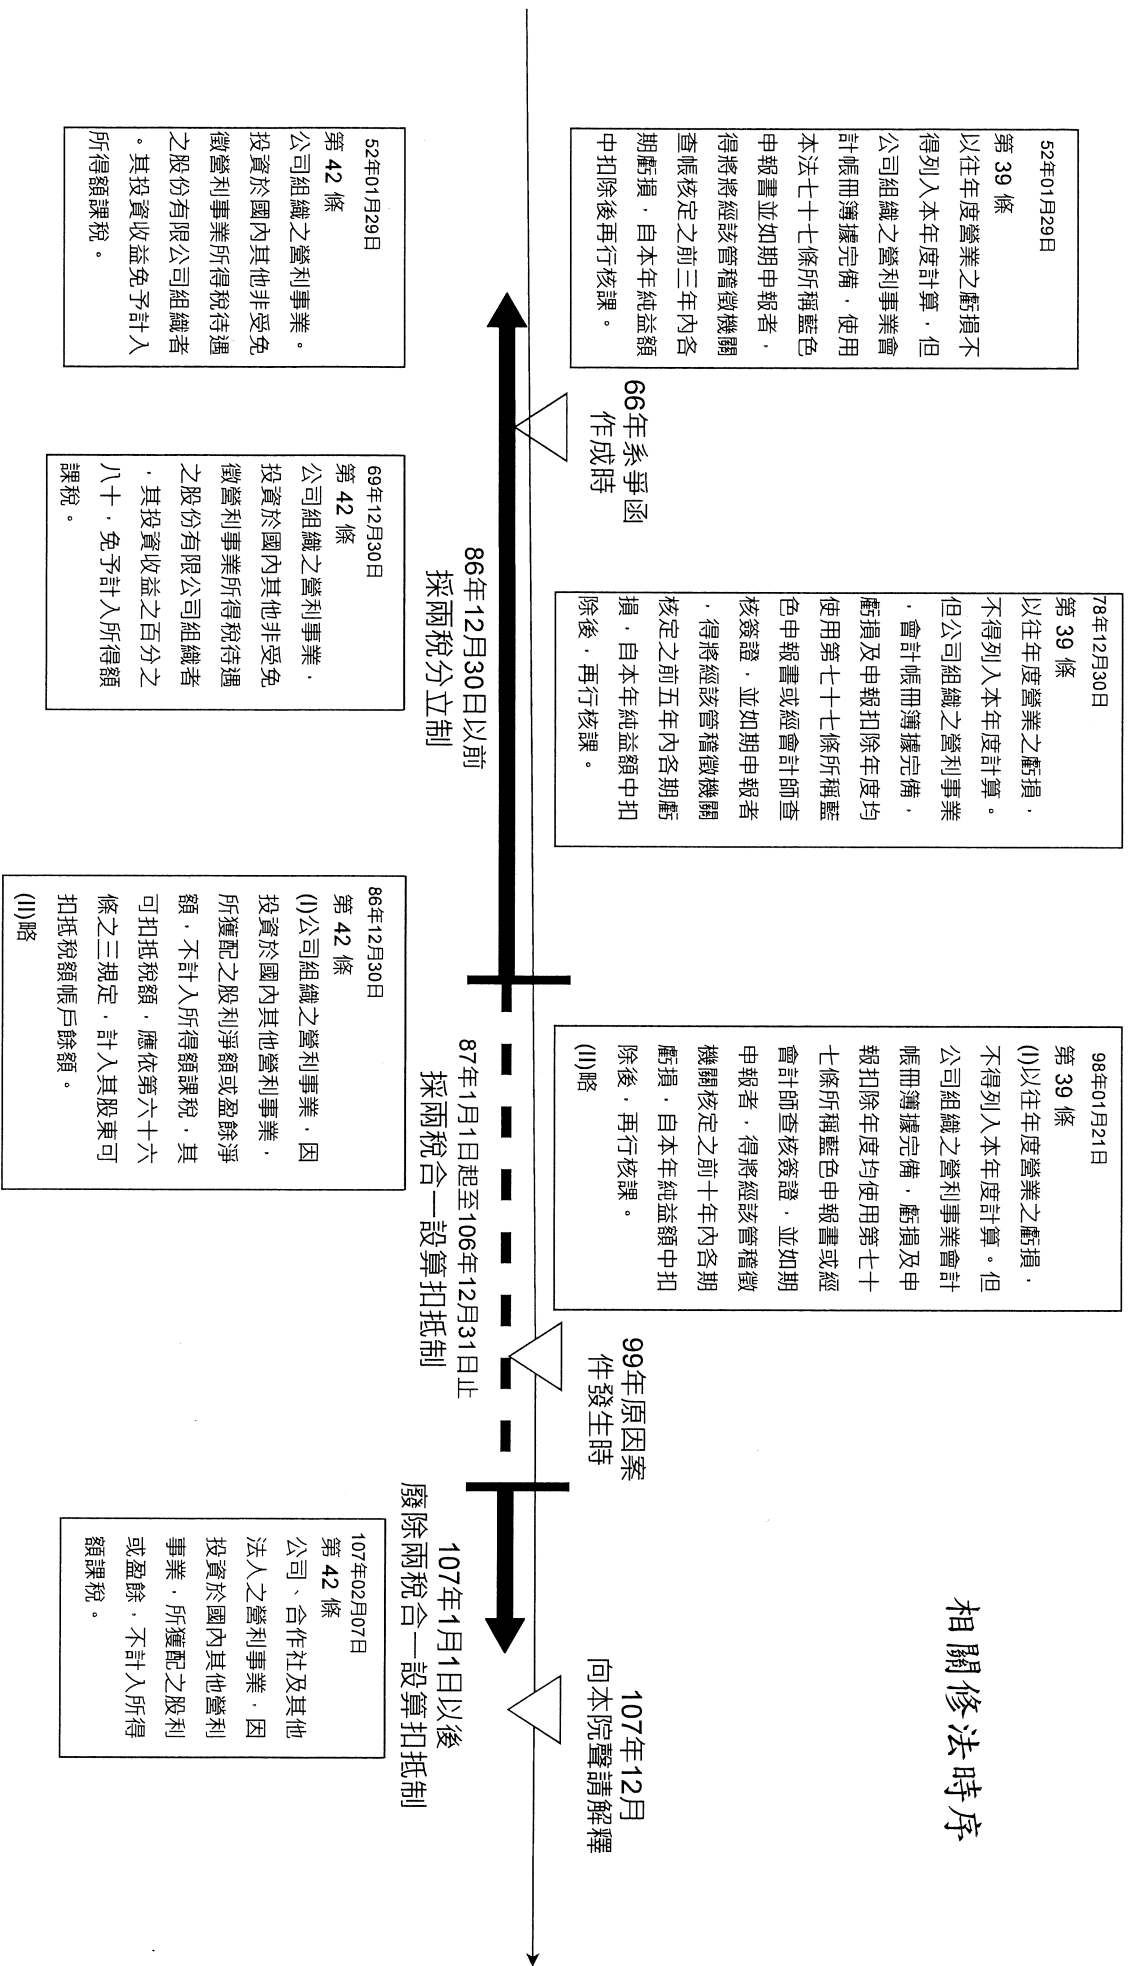 相關修法時序
52年01月29日
第 39 條
以往年度營業之虧損不
得列入本年度計算，但
公司組織之營利事業會
計帳冊簿據完備，使用
本法七十七條所稱藍色
申報書並如期申報者，
得將將經該管稽徵機關
查帳核定之前三年內各
期虧損，自本年純益額
中扣除後再行核課。
78年12月30日
第 39 條
以往年度營業之虧損，
不得列入本年度計算。
但公司組織之營利事業
，會計帳冊簿據完備，
虧損及申報扣除年度均
使用第七十七條所稱藍
色申報書或經會計師查
核簽證，並如期申報者
，得將經該管稽徵機關
核定之前五年內各期虧
損，自本年純益額中扣
除後，再行核課。
98年01月21日
第 39 條
(I)以往年度營業之虧損，
不得列入本年度計算。但
公司組織之營利事業會計
帳冊簿據完備，虧損及申
報扣除年度均使用第七十
七條所稱藍色申報書或經
會計師查核簽證，並如期
申報者，得將經該管稽徵
機關核定之前十年內各期
虧損，自本年純益額中扣
除後，再行核課。
(II)略
66年系爭函
作成時
99年原因案
件發生時
107年12月
向本院聲請解釋
86年12月30日以前
採兩稅分立制
87年1月1日起至106年12月31日止
採兩稅合一設算扣抵制
107年1月1日以後
廢除兩稅合一設算扣抵制
52年01月29日
第 42 條
公司組織之營利事業。
投資於國內其他非受免
徵營利事業所得稅待遇
之股份有限公司組織者
。其投資收益免予計入
所得額課稅。
69年12月30日
第 42 條
公司組織之營利事業，
投資於國內其他非受免
徵營利事業所得稅待遇
之股份有限公司組織者
，其投資收益之百分之
八十，免予計入所得額
課稅。
86年12月30日
第 42 條
(I)公司組織之營利事業，因
投資於國內其他營利事業，
所獲配之股利淨額或盈餘淨
額，不計入所得額課稅，其
可扣抵稅額，應依第六十六
條之三規定，計入其股東可
扣抵稅額帳戶餘額。
(II)略
107年02月07日
第 42 條
公司、合作社及其他
法人之營利事業，因
投資於國內其他營利
事業，所獲配之股利
或盈餘，不計入所得
額課稅。